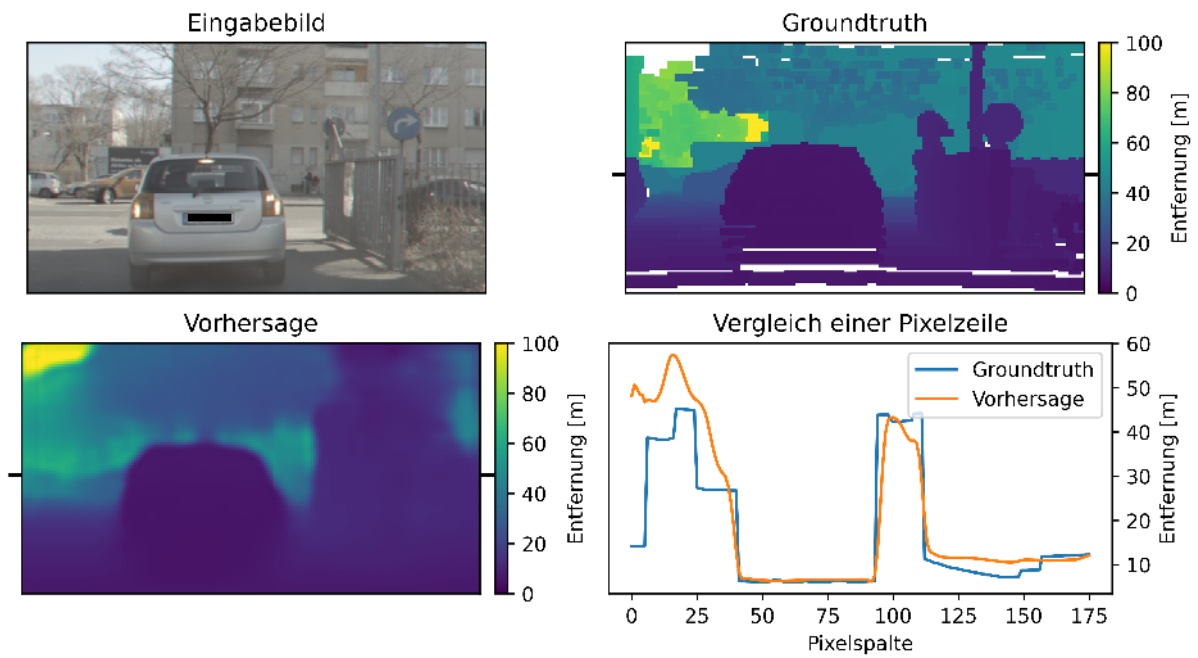 Eingabebild
Groundtruth
100
80
60
40
20
0
Entfernung [m]
Vorhersage
100
80
60
40
20
0
Entfernung [m]
Vergleich einer Pixelzeile
Groundtruth
Vorhersage
60
50
40
30
20
10
Entfernung [m]
0 25 50 75 100 125 150 175
Pixelspalte